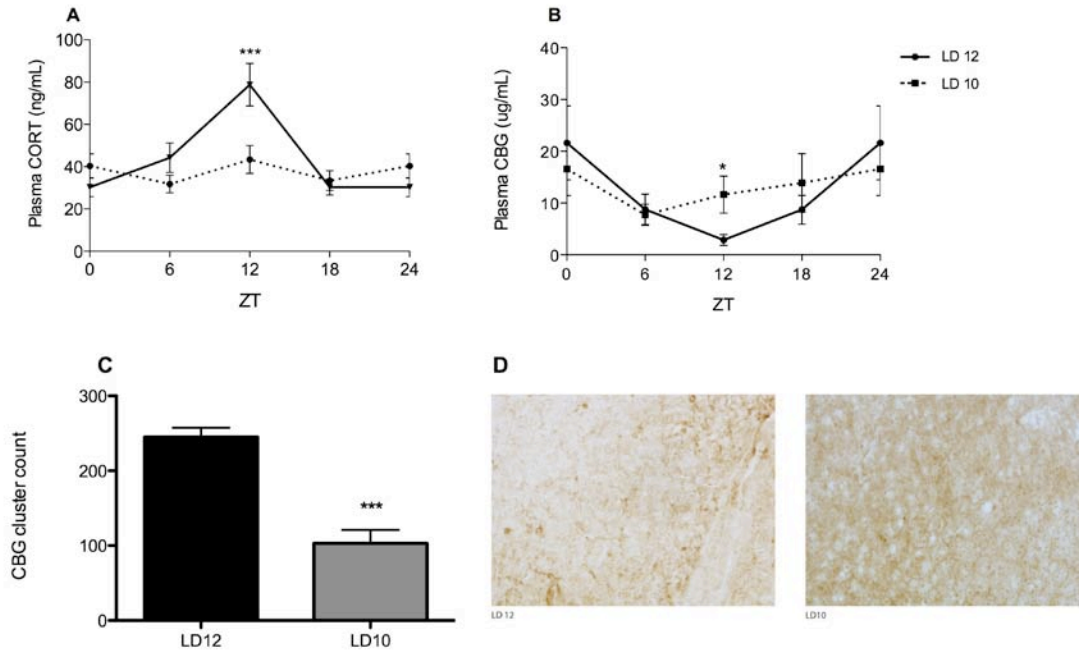 A
Plasma CORT (ng/mL)
100
80
60
40
20
0
***
0 6 12 18 24
ZT
B
Plasma CBG (ug/mL)
40
30
20
10
0
*
0 6 12 18 24
ZT
LD 12
LD 10
C
CBG cluster count
300
200
100
0
***
LD12 LD10
D
LD 12
LD10